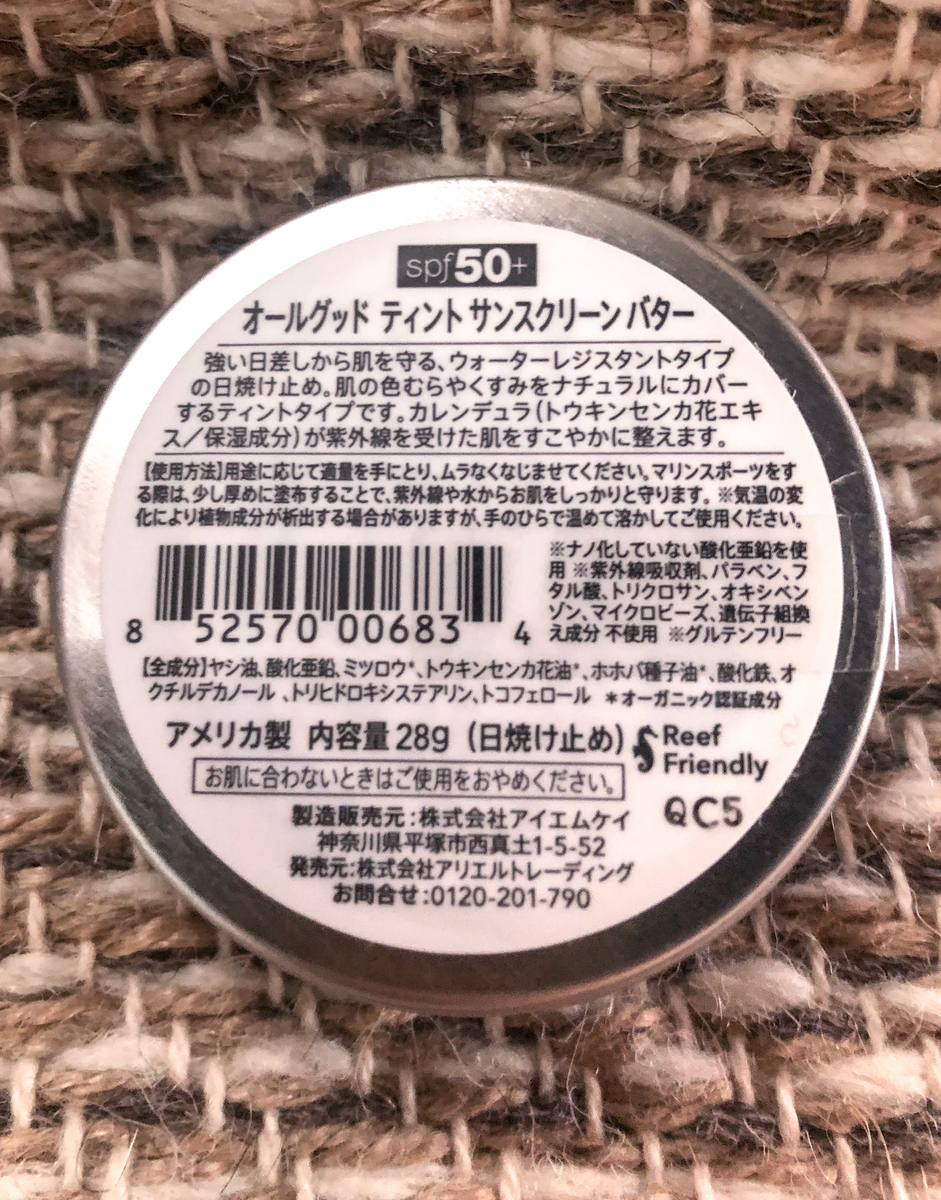 spf50+
オールグッド ティント サンスクリーン バター
強い日差しから肌を守る、ウォーターレジスタントタイプ
の日焼け止め。肌の色むらやくすみをナチュラルにカバー
するティントタイプです。カレンデュラ(トウキンセンカ花エキ
ス/保湿成分)が紫外線を受けた肌をすこやかに整えます。
【使用方法】用途に応じて適量を手にとり、ムラなくなじませてください。マリンスポーツをす
る際は、少し厚めに塗布することで、紫外線や水からお肌をしっかりと守ります。 ※気温の変
化により植物成分が析出する場合がありますが、手のひらで温めて溶かしてご使用ください。
※ナノ化していない酸化亜鉛を使
用 ※紫外線吸収剤、パラベン、フ
タル酸、トリクロサン、オキシベン
ゾン、マイクロビーズ、遺伝子組換
え成分 不使用 ※グルテンフリー
8 52570 00683 4
【全成分】ヤシ油、酸化亜鉛、ミツロウ*、トウキンセンカ花油*、ホホバ種子油*、酸化鉄、オ
クチルデカノール 、トリヒドロキシステアリン、トコフェロール *オーガニック認証成分
アメリカ製 内容量 28g (日焼け止め)
Reef
Friendly
お肌に合わないときはご使用をおやめください。
QC5
製造販売元:株式会社アイエムケイ
神奈川県平塚市西真土1-5-52
発売元:株式会社アリエルトレーディング
お問合せ:0120-201-790